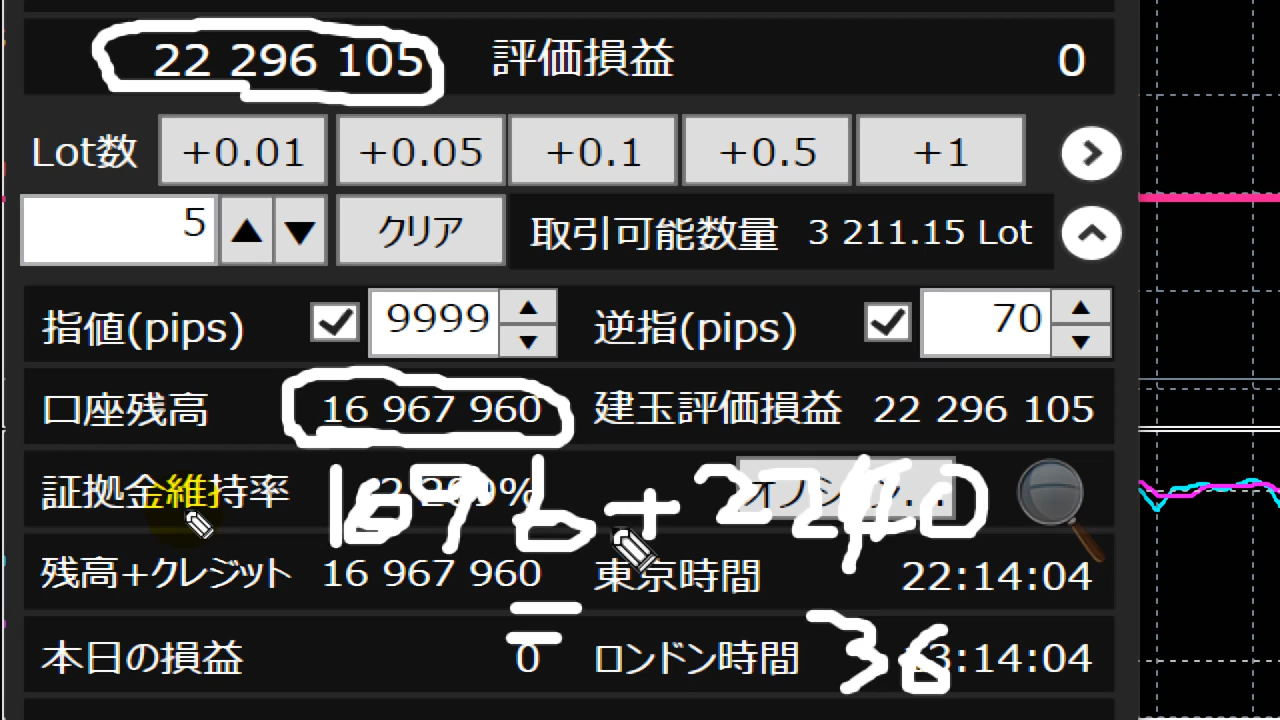 22 296 105 評価損益 0
Lot数 +0.01 +0.05 +0.1 +0.5 +1
5 クリア 取引可能数量 3 211.15 Lot
指値(pips) 9999 逆指(pips) 70
口座残高 16 967 960 建玉評価損益 22 296 105
証拠金維持率
残高+クレジット 16 967 960 東京時間 22:14:04
=
本日の損益 0 ロンドン時間 36 :14:04